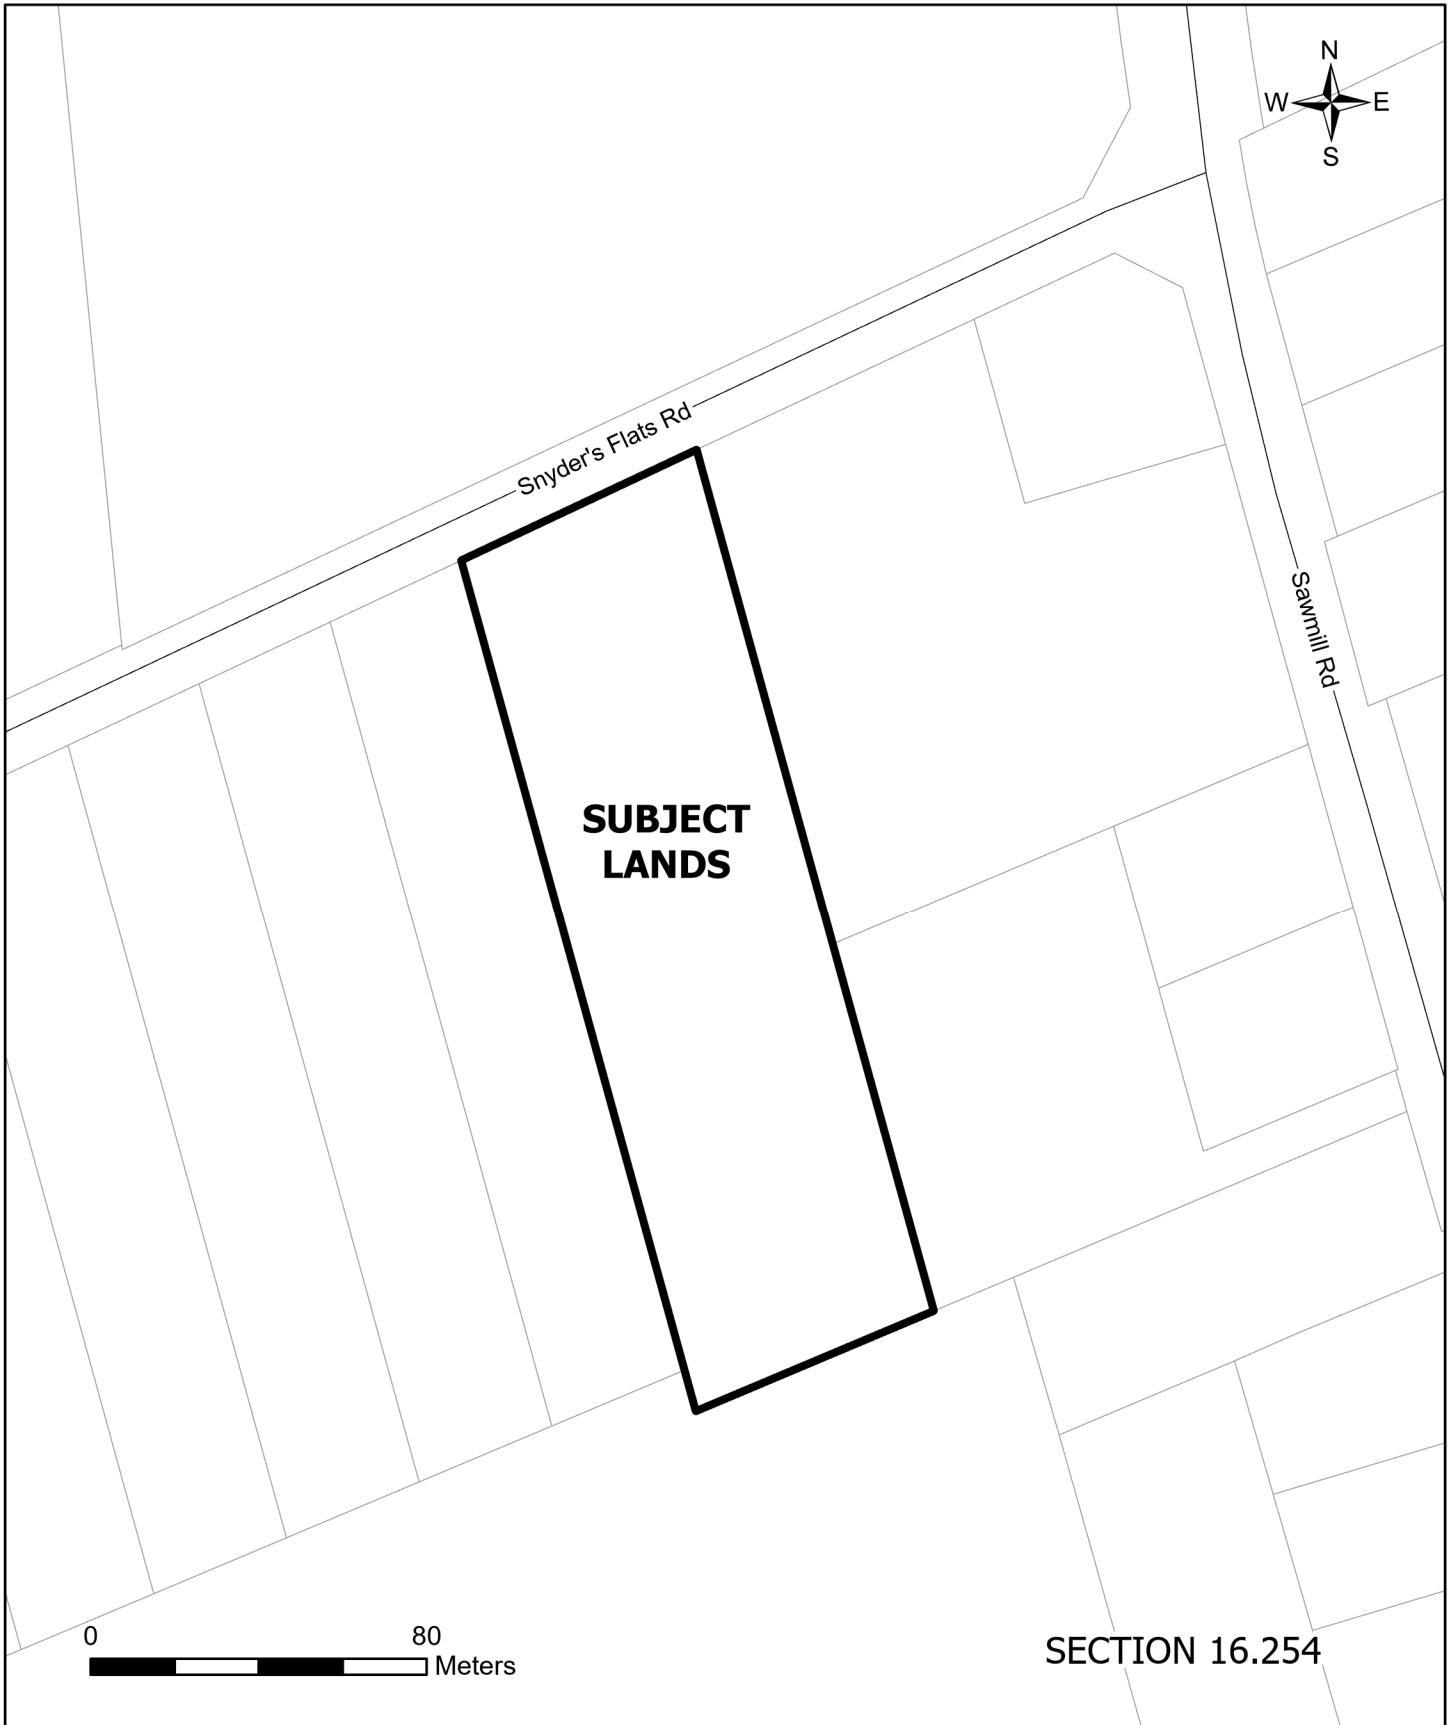 N
W
E
S
Snyder's Flats Rd
Sawmill Rd
SUBJECT
LANDS
0
80
Meters
SECTION 16.254